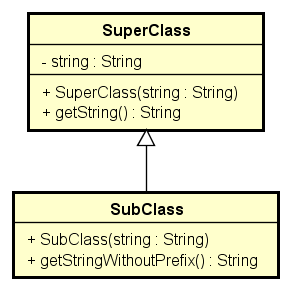 SuperClass
- string : String
+ SuperClass(string : String)
+ getString() : String
SubClass
+ SubClass(string : String)
+ getStringWithoutPrefix() : String